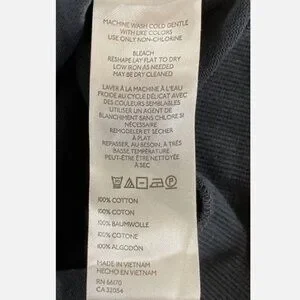 MACHINE WASH COLD GENTLE
WITH LIKE COLORS
USE ONLY NON-CHLORINE
BLEACH
RESHAPE LAY FLAT TO DRY
LOW IRON AS NEEDED
MAY BE DRY CLEANED
LAVER À LA MACHINE À L'EAU
FROIDE AU CYCLE DÉLICAT AVEC
DES COULEURS SEMBLABLES
UTILISER UN AGENT DE
BLANCHIMENT SANS CHLORE SI
NÉCESSAIRE
REMODELER ET SÉCHER
À PLAT
REPASSER, AU BESOIN, À TRÈS
BASSE TEMPÉRATURE
PEUT-ÊTRE ÊTRE NETTOYÉE
À SEC
100% COTTON
100% COTON
100% BAUMWOLLE
100% COTONE
100% ALGODÓN
MADE IN VIETNAM
HECHO EN VIETNAM
RN 66170
CA 32054